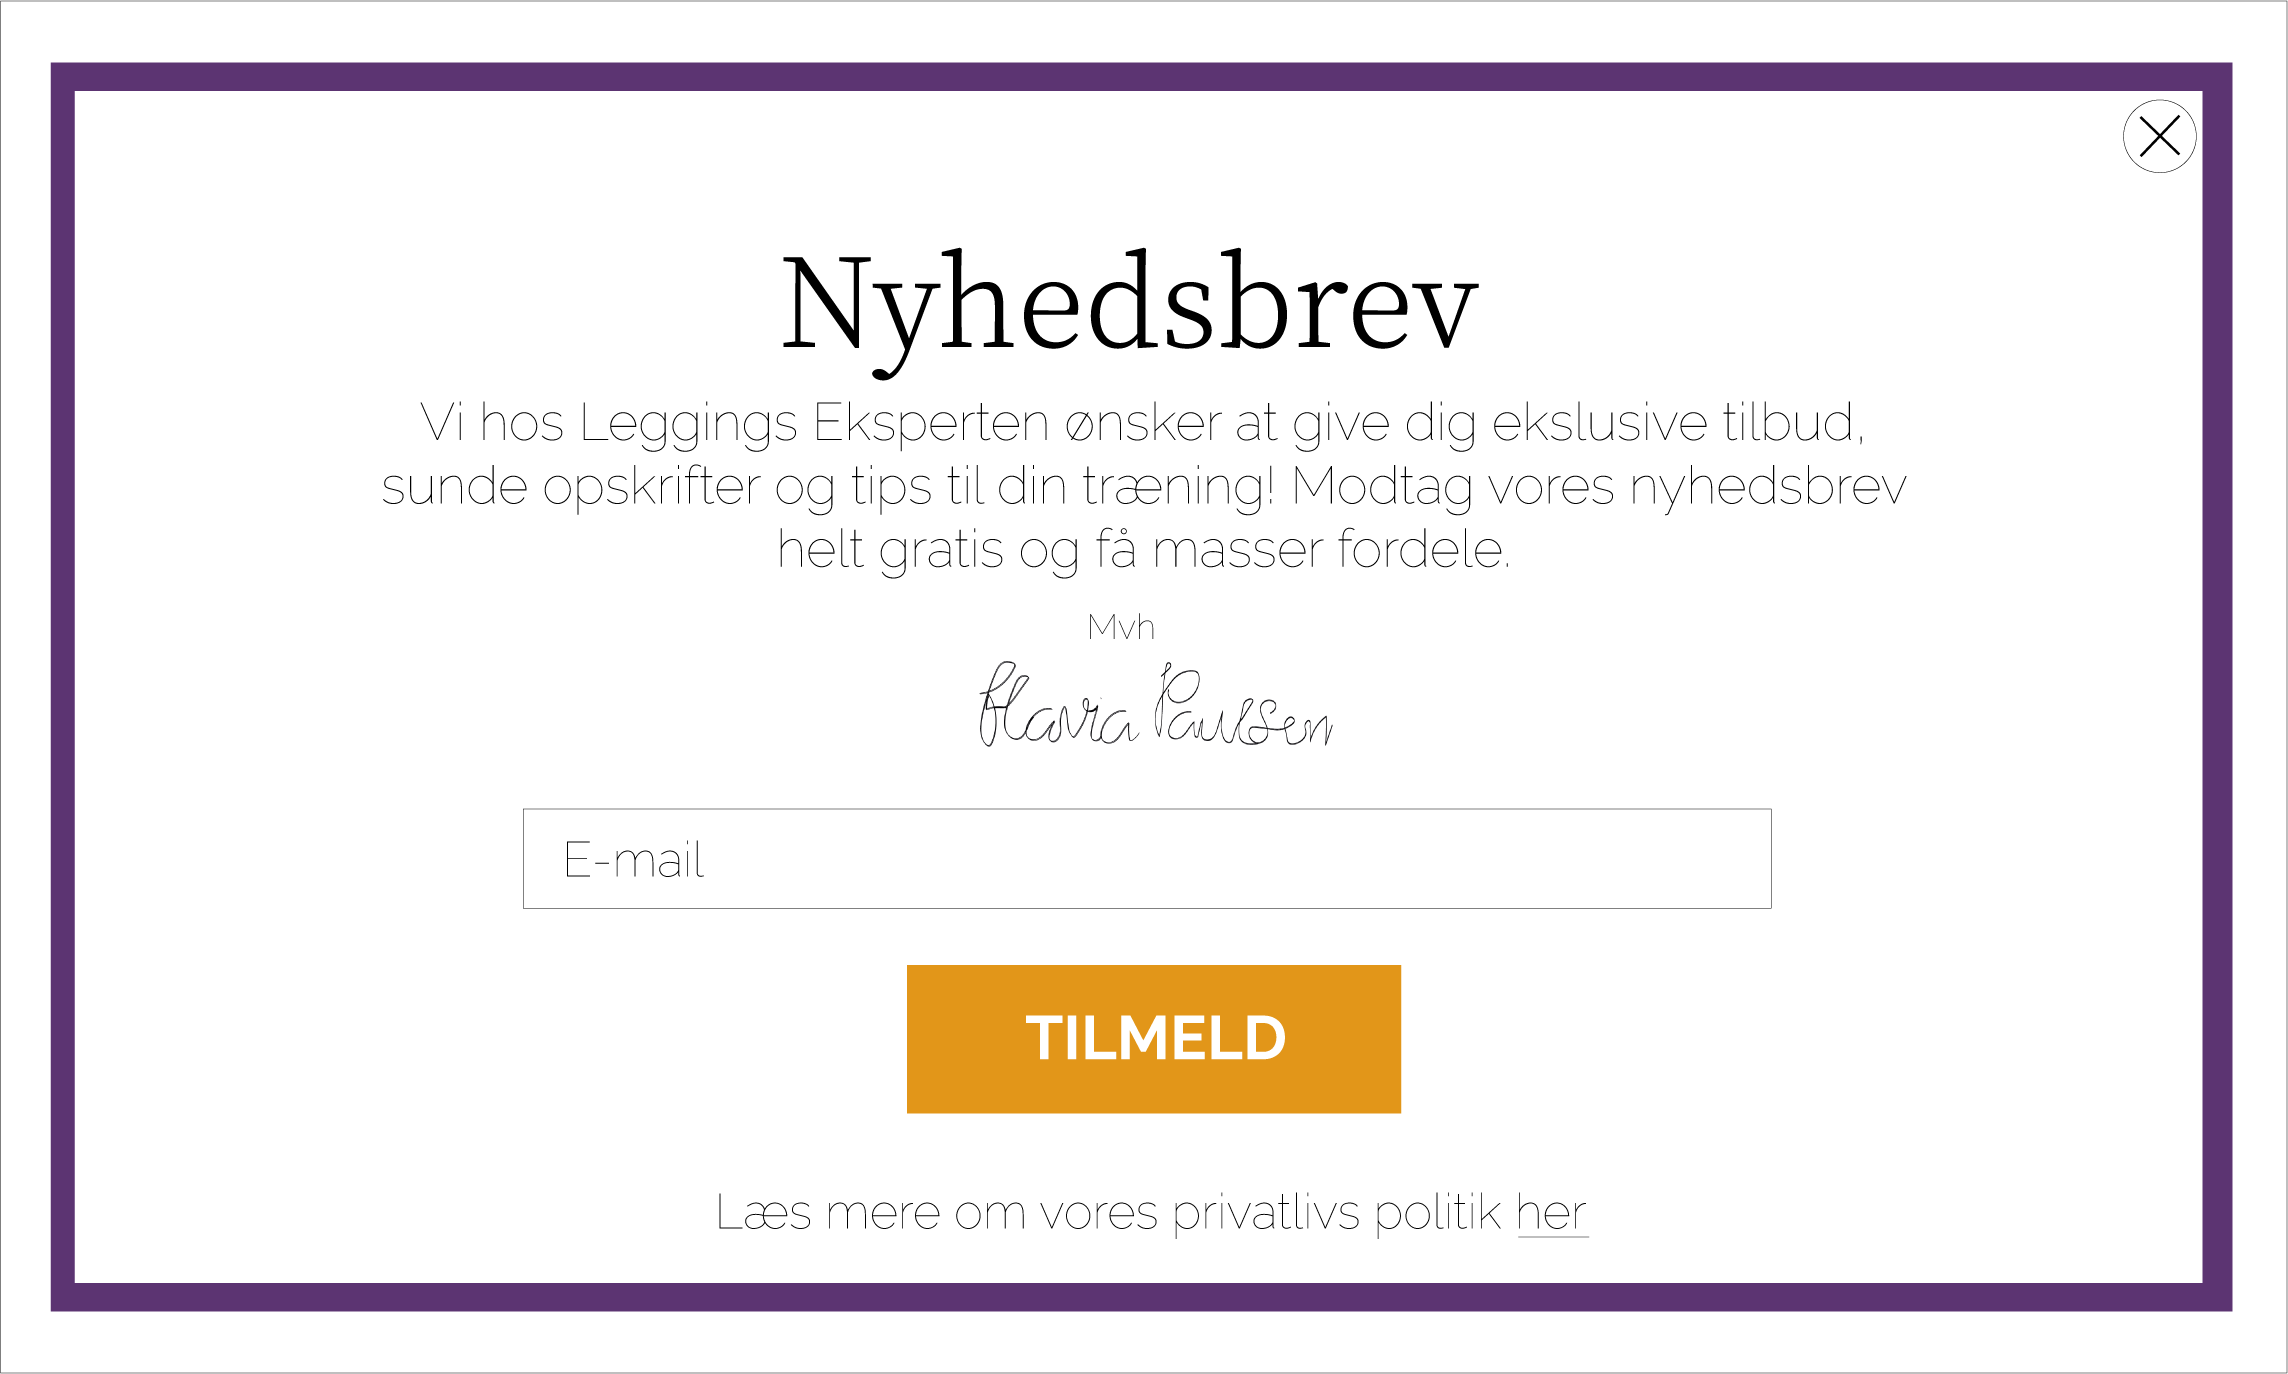 Nyhedsbrev
Vi hos Leggings Eksperten ønsker at give dig ekslusive tilbud,
sunde opskrifter og tips til din træning! Modtag vores nyhedsbrev
helt gratis og få masser fordele.
Mvh
Flavia Paulsen
E-mail
TILMELD
Læs mere om vores privatlivs politik her